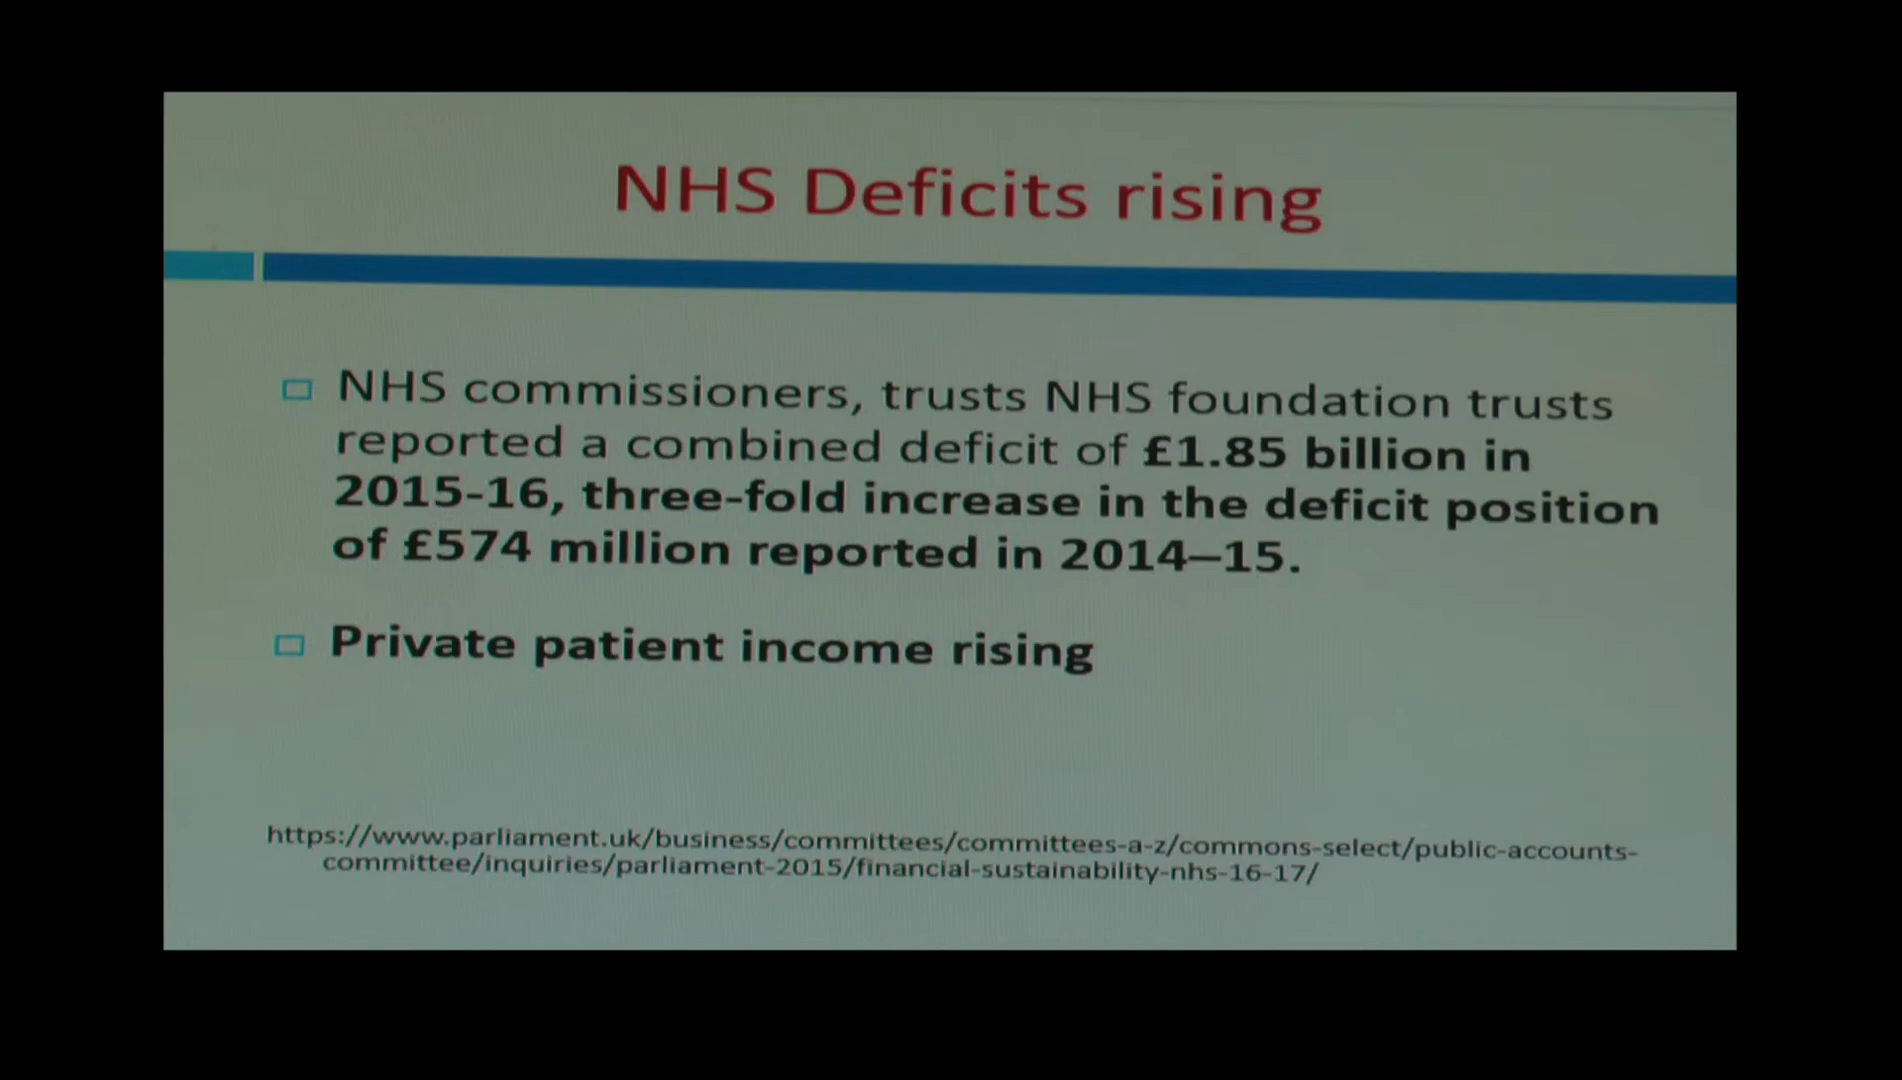 NHS Deficits rising
NHS commissioners, trusts NHS foundation trusts
reported a combined deficit of £1.85 billion in
2015-16, three-fold increase in the deficit position
of £574 million reported in 2014–15.
Private patient income rising
https://www.parliament.uk/business/committees/committees-a-z/commons-select/public-accounts-
committee/inquiries/parliament-2015/financial-sustainability-nhs-16-17/